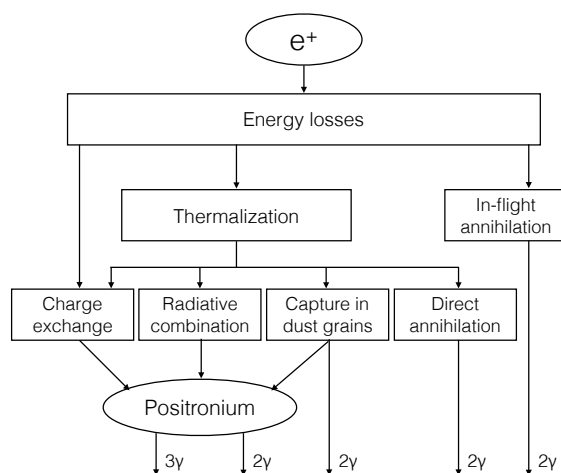 e⁺
Energy losses
Thermalization
In-flight
annihilation
Charge
exchange
Radiative
combination
Capture in
dust grains
Direct
annihilation
Positronium
3γ
2γ
2γ
2γ
2γ